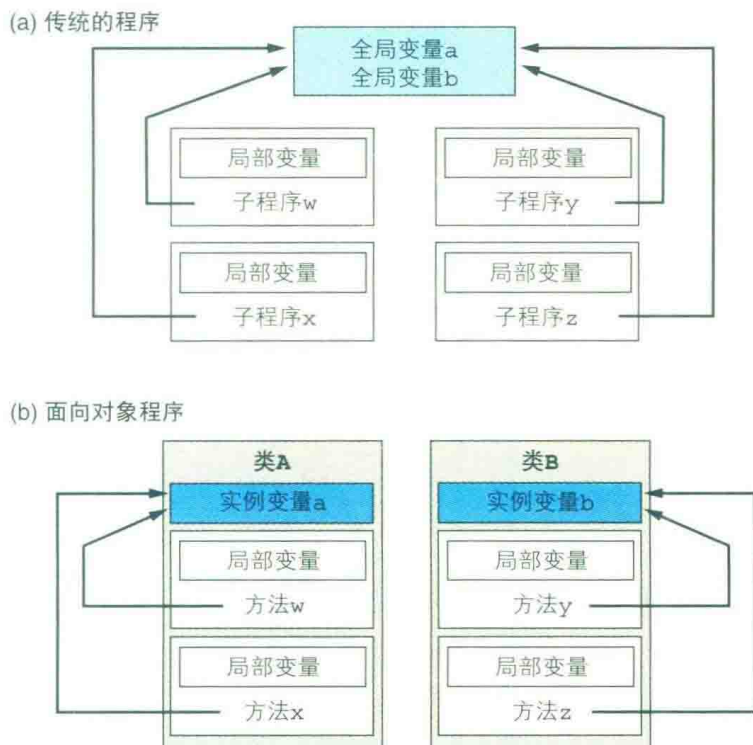 (a) 传统的程序
全局变量a
全局变量b
局部变量
子程序w
局部变量
子程序y
局部变量
子程序x
局部变量
子程序z
(b) 面向对象程序
类A
实例变量a
局部变量
方法w
局部变量
方法x
类B
实例变量b
局部变量
方法y
局部变量
方法z